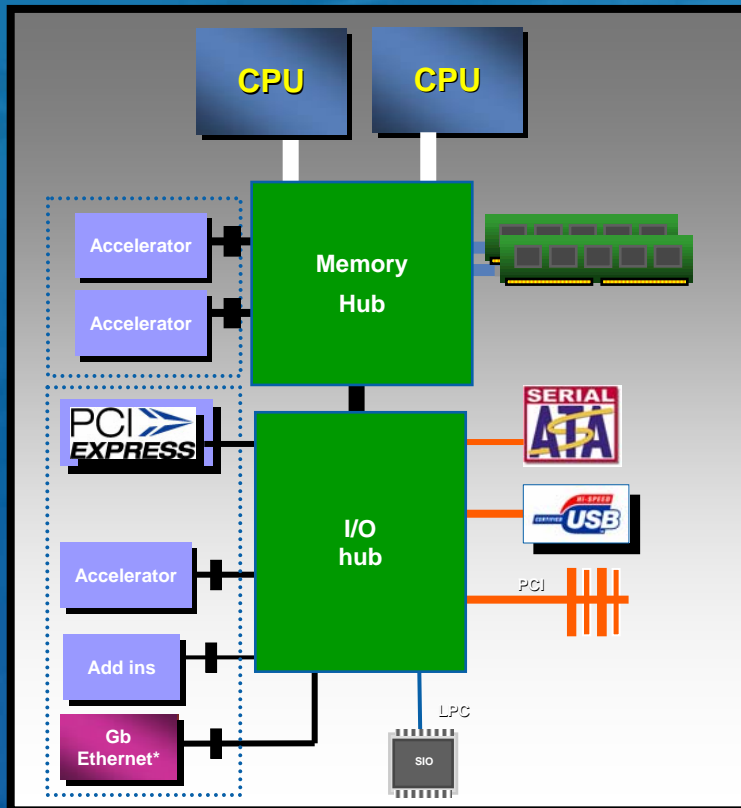 CPU
CPU
Accelerator
Memory
Hub
Accelerator
PCI
EXPRESS
SERIAL
ATA
I/O
hub
HI-SPEED
CERTIFIED USB
Accelerator
PCI
Add ins
Gb
Ethernet*
LPC
SIO